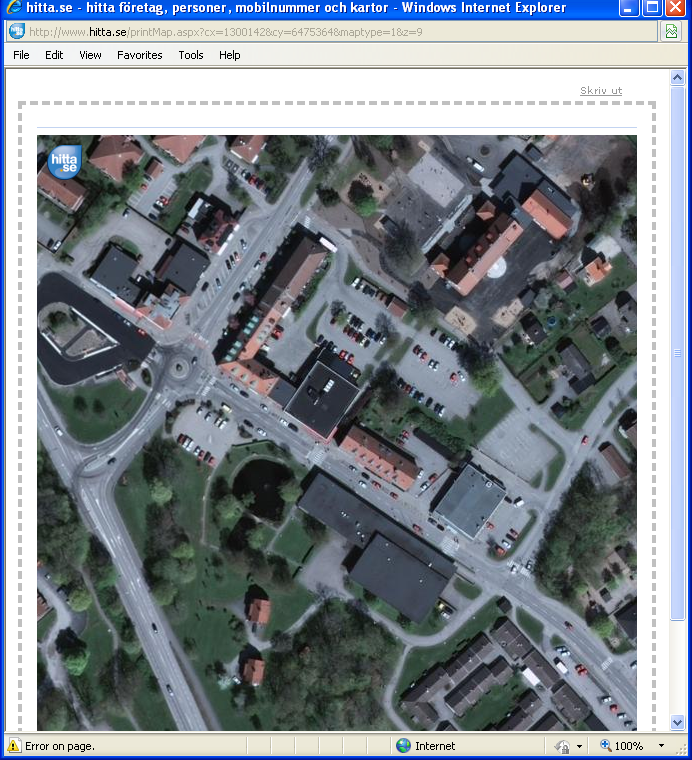 hitta.se - hitta företag, personer, mobilnummer och kartor - Windows Internet Explorer
http://www.hitta.se/printMap.aspx?cx=1300142&cy=6475364&maptype=1&z=9
File Edit View Favorites Tools Help
Skriv ut
hitta
.se
Error on page. Internet 100%